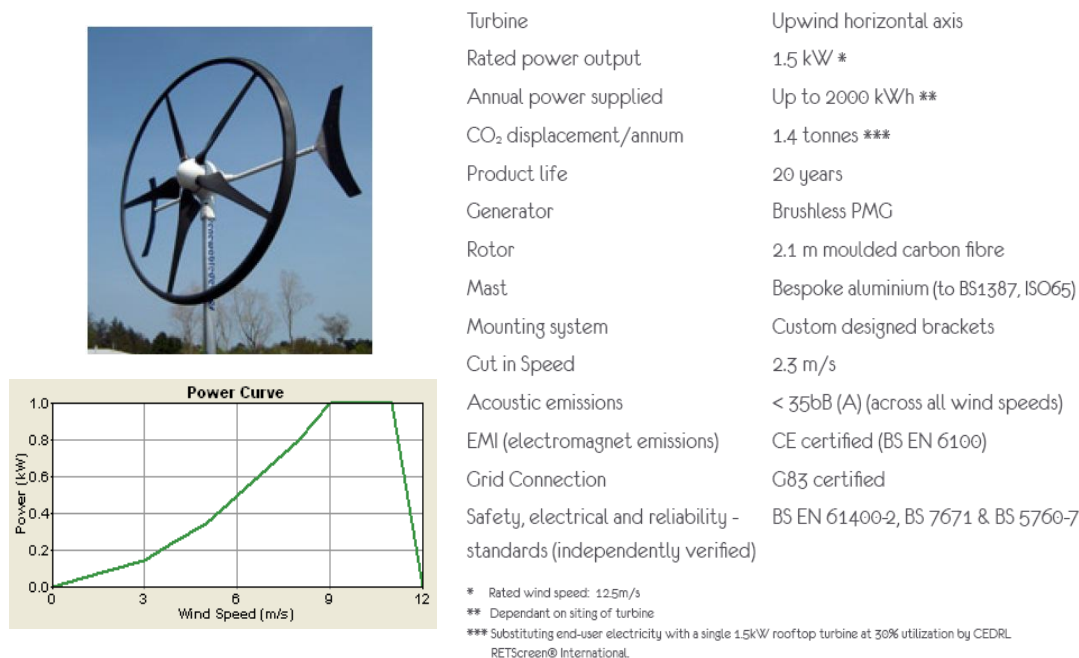 Turbine Upwind horizontal axis
Rated power output 1.5 kW *
Annual power supplied Up to 2000 kWh **
CO₂ displacement/annum 1.4 tonnes ***
Product life 20 years
Generator Brushless PMG
Rotor 2.1 m moulded carbon fibre
Mast Bespoke aluminium (to BS1387, ISO65)
Mounting system Custom designed brackets
Cut in Speed 2.3 m/s
Acoustic emissions < 35bB (A) (across all wind speeds)
EMI (electromagnet emissions) CE certified (BS EN 6100)
Grid Connection G83 certified
Safety, electrical and reliability - BS EN 61400-2, BS 7671 & BS 5760-7
standards (independently verified)
* Rated wind speed: 12.5m/s
** Dependant on siting of turbine
*** Substituting end-user electricity with a single 1.5kW rooftop turbine at 30% utilization by CEDRL
RETScreen® International.
Power Curve
Power (kW)
1.0
0.8
0.6
0.4
0.2
0.0
0 3 6 9 12
Wind Speed (m/s)